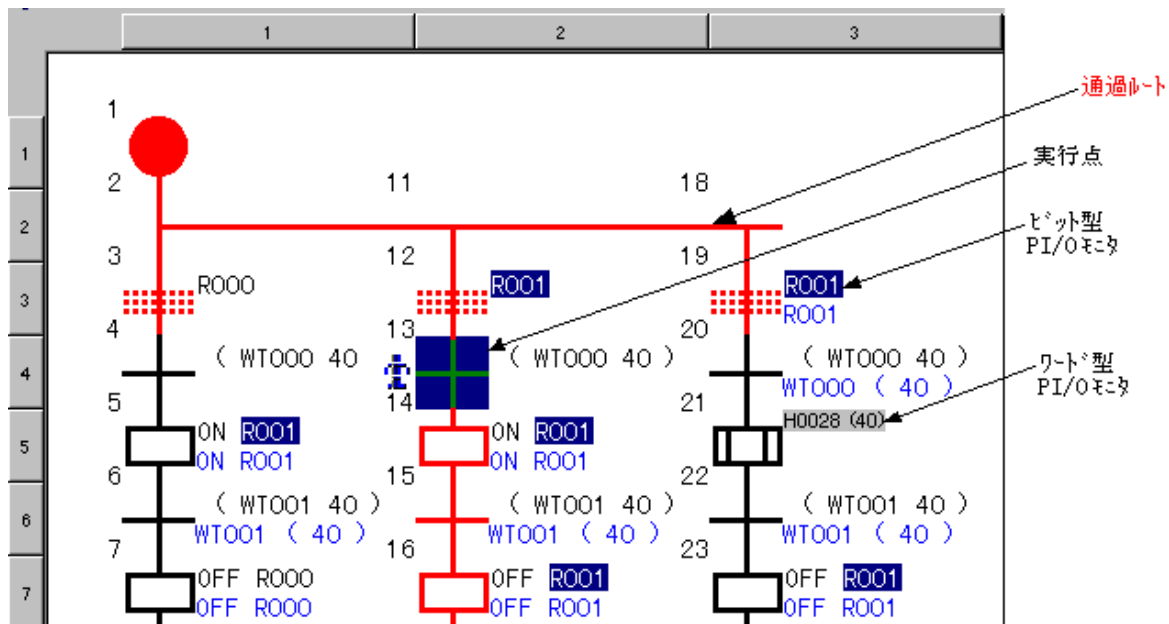 1 2 3
1
通過ﾙｰﾄ
1
実行点
2 11 18
2
ﾋﾞｯﾄ型
PI/Oﾓﾆﾀ
3 12 19
3
R000 R001 R001
R001
4 13 20
4
( WT000 40 ( WT000 40 ) ( WT000 40 )
WT000 ( 40 )
ﾜｰﾄﾞ型
PI/Oﾓﾆﾀ
5 14 21
H0028 (40)
5
ON R001 ON R001
ON R001 ON R001
6 15 22
6
( WT001 40 ) ( WT001 40 ) ( WT001 40 )
WT001 ( 40 ) WT001 ( 40 ) WT001 ( 40 )
7 16 23
7
OFF R000 OFF R001 OFF R001
OFF R000 OFF R001 OFF R001